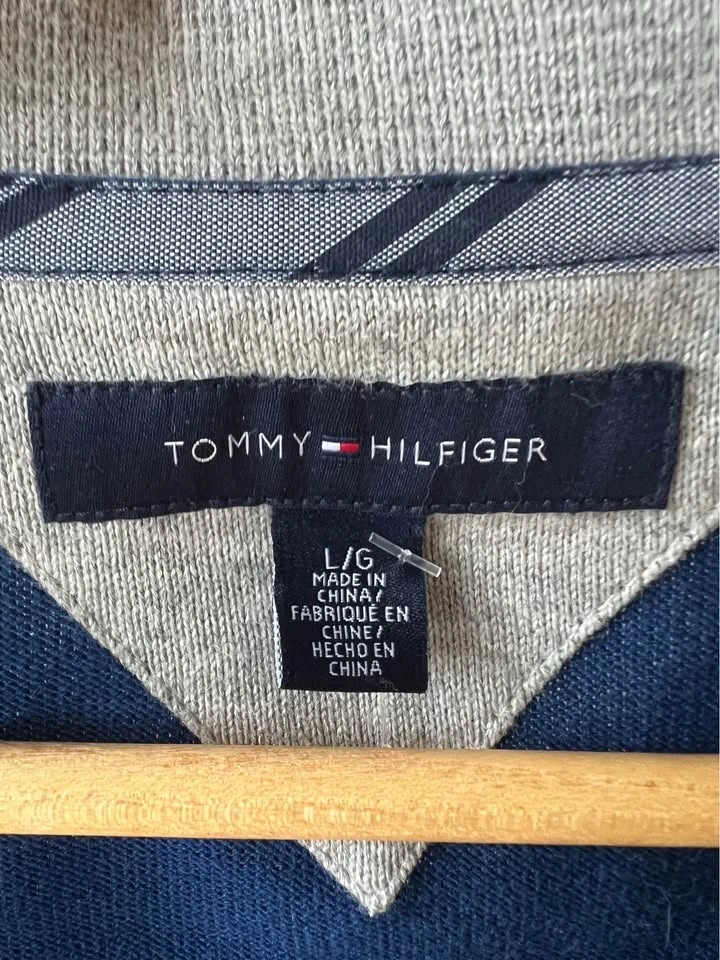 TOMMY HILFIGER
L/G
MADE IN
CHINA/
FABRIQUÉ EN
CHINE/
HECHO EN
CHINA